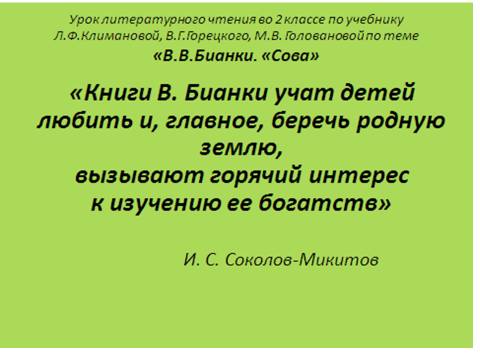 Урок литературного чтения во 2 классе по учебнику
Л.Ф.Климановой, В.Г.Горецкого, М.В. Головановой по теме
«В.В.Бианки. «Сова»
«Книги В. Бианки учат детей
любить и, главное, беречь родную
землю,
вызывают горячий интерес
к изучению ее богатств»
И. С. Соколов-Микитов